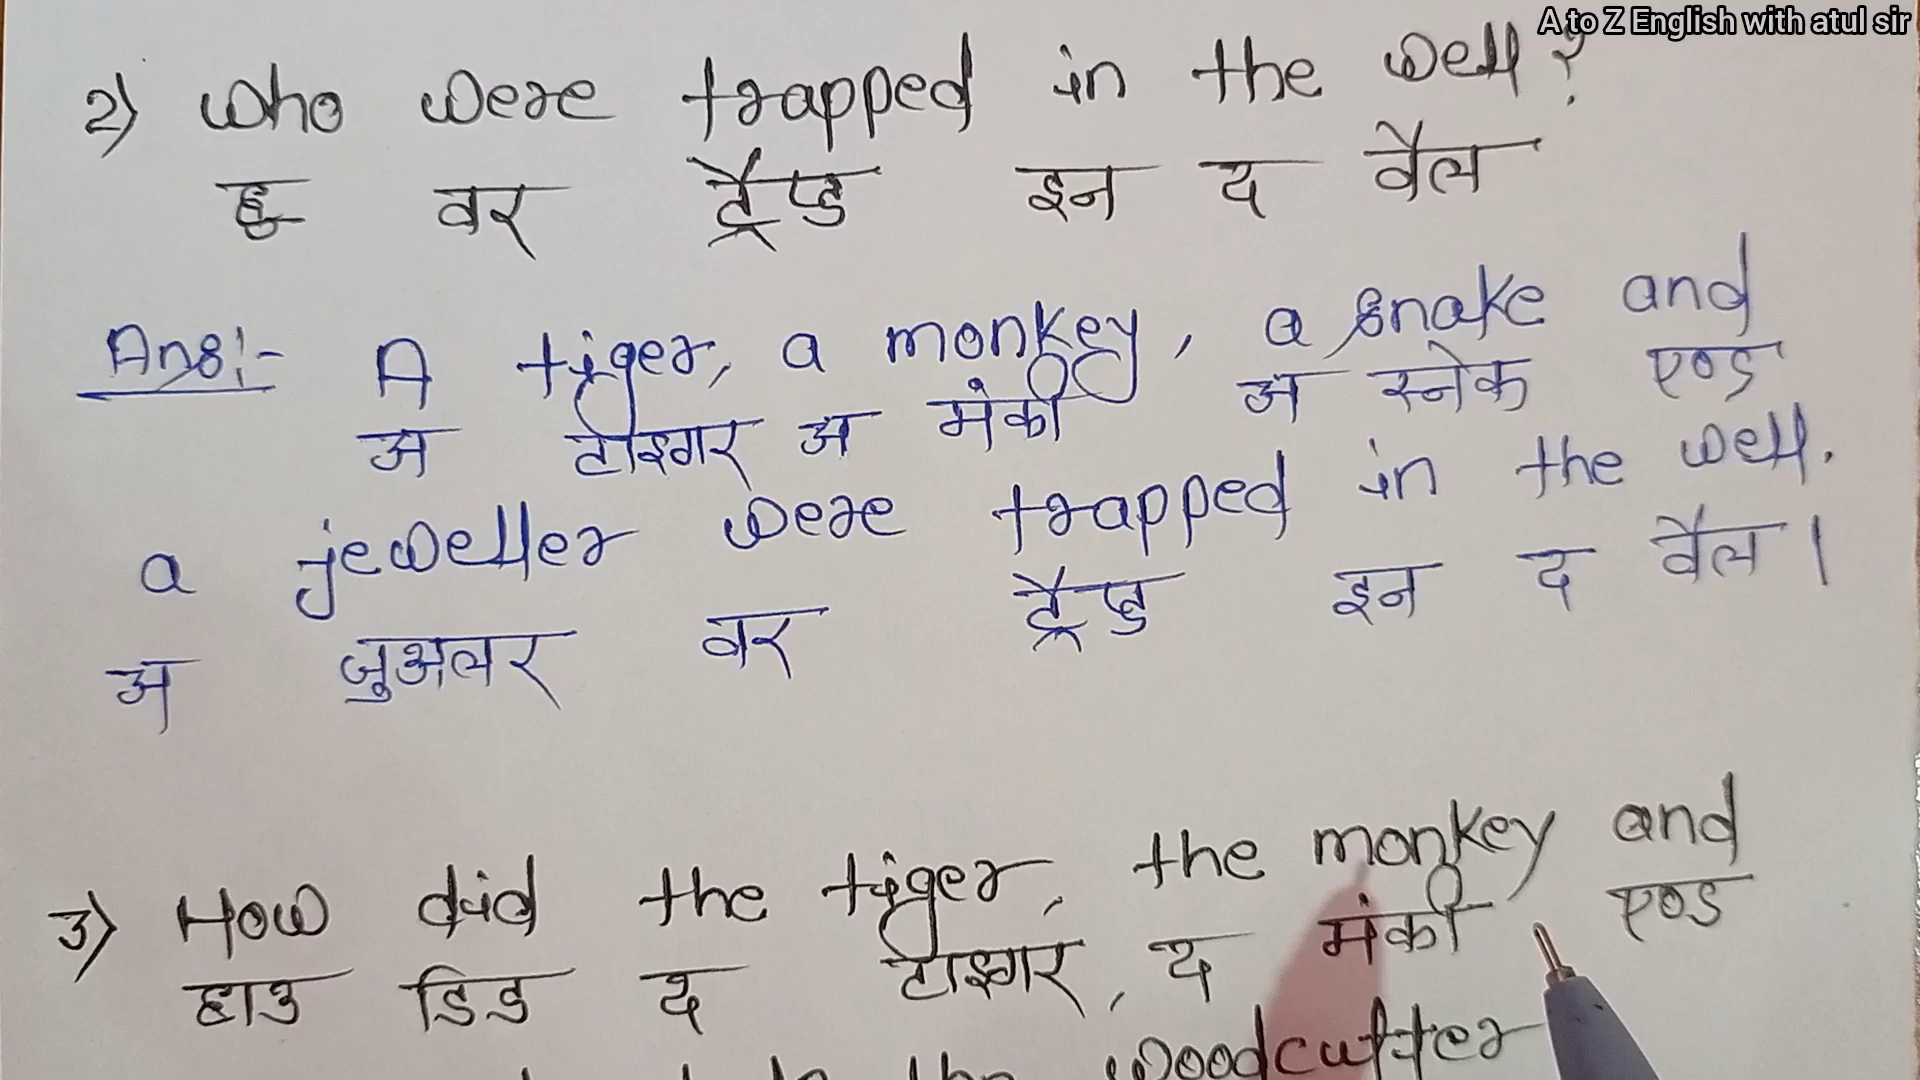 A to Z English with atul sir
2) Who were trapped in the well?
हु वर ट्रैप्ड इन द वैल
Ans:- A tiger, a monkey, a snake and
अ टाइगर अ मंकी अ स्नेक एण्ड
a jeweller were trapped in the well.
अ जुअलर वर ट्रैप्ड इन द वैल।
3) How did the tiger, the monkey and
हाउ डिड द टाइगर, द मंकी एण्ड
woodcutter